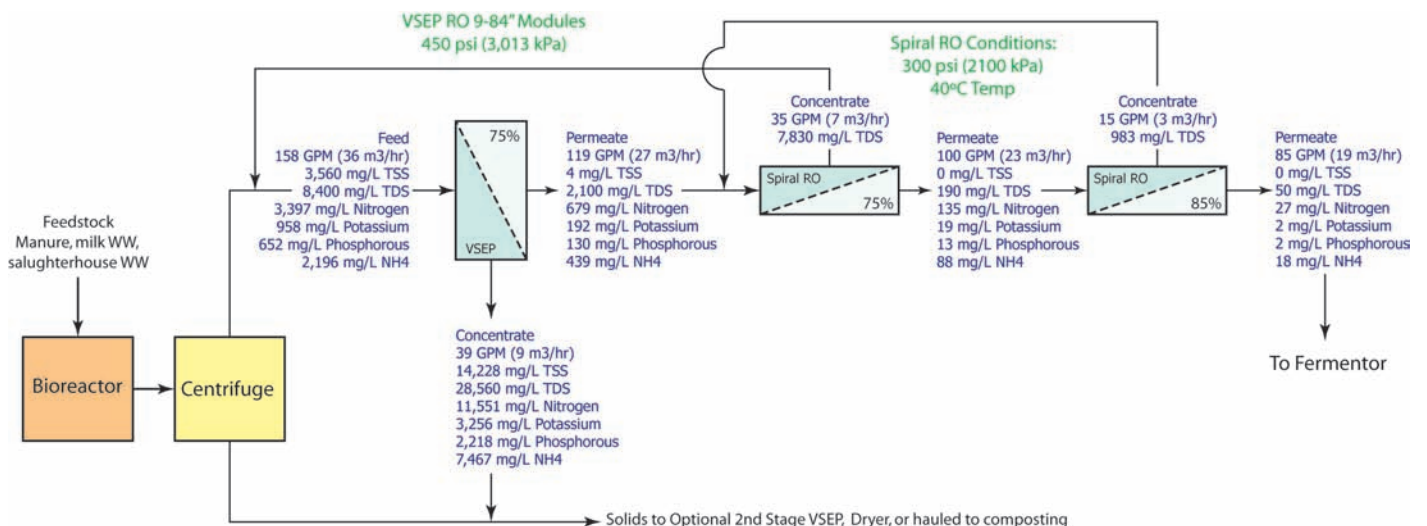 VSEP RO 9-84" Modules
450 psi (3,013 kPa)
Spiral RO Conditions:
300 psi (2100 kPa)
40ºC Temp
Feedstock
Manure, milk WW,
salughterhouse WW
Bioreactor
Centrifuge
Feed
158 GPM (36 m3/hr)
3,560 mg/L TSS
8,400 mg/L TDS
3,397 mg/L Nitrogen
958 mg/L Potassium
652 mg/L Phosphorous
2,196 mg/L NH4
75%
VSEP
Permeate
119 GPM (27 m3/hr)
4 mg/L TSS
2,100 mg/L TDS
679 mg/L Nitrogen
192 mg/L Potassium
130 mg/L Phosphorous
439 mg/L NH4
Concentrate
39 GPM (9 m3/hr)
14,228 mg/L TSS
28,560 mg/L TDS
11,551 mg/L Nitrogen
3,256 mg/L Potassium
2,218 mg/L Phosphorous
7,467 mg/L NH4
Concentrate
35 GPM (7 m3/hr)
7,830 mg/L TDS
Spiral RO
75%
Permeate
100 GPM (23 m3/hr)
0 mg/L TSS
190 mg/L TDS
135 mg/L Nitrogen
19 mg/L Potassium
13 mg/L Phosphorous
88 mg/L NH4
Concentrate
15 GPM (3 m3/hr)
983 mg/L TDS
Spiral RO
85%
Permeate
85 GPM (19 m3/hr)
0 mg/L TSS
50 mg/L TDS
27 mg/L Nitrogen
2 mg/L Potassium
2 mg/L Phosphorous
18 mg/L NH4
To Fermentor
Solids to Optional 2nd Stage VSEP, Dryer, or hauled to composting